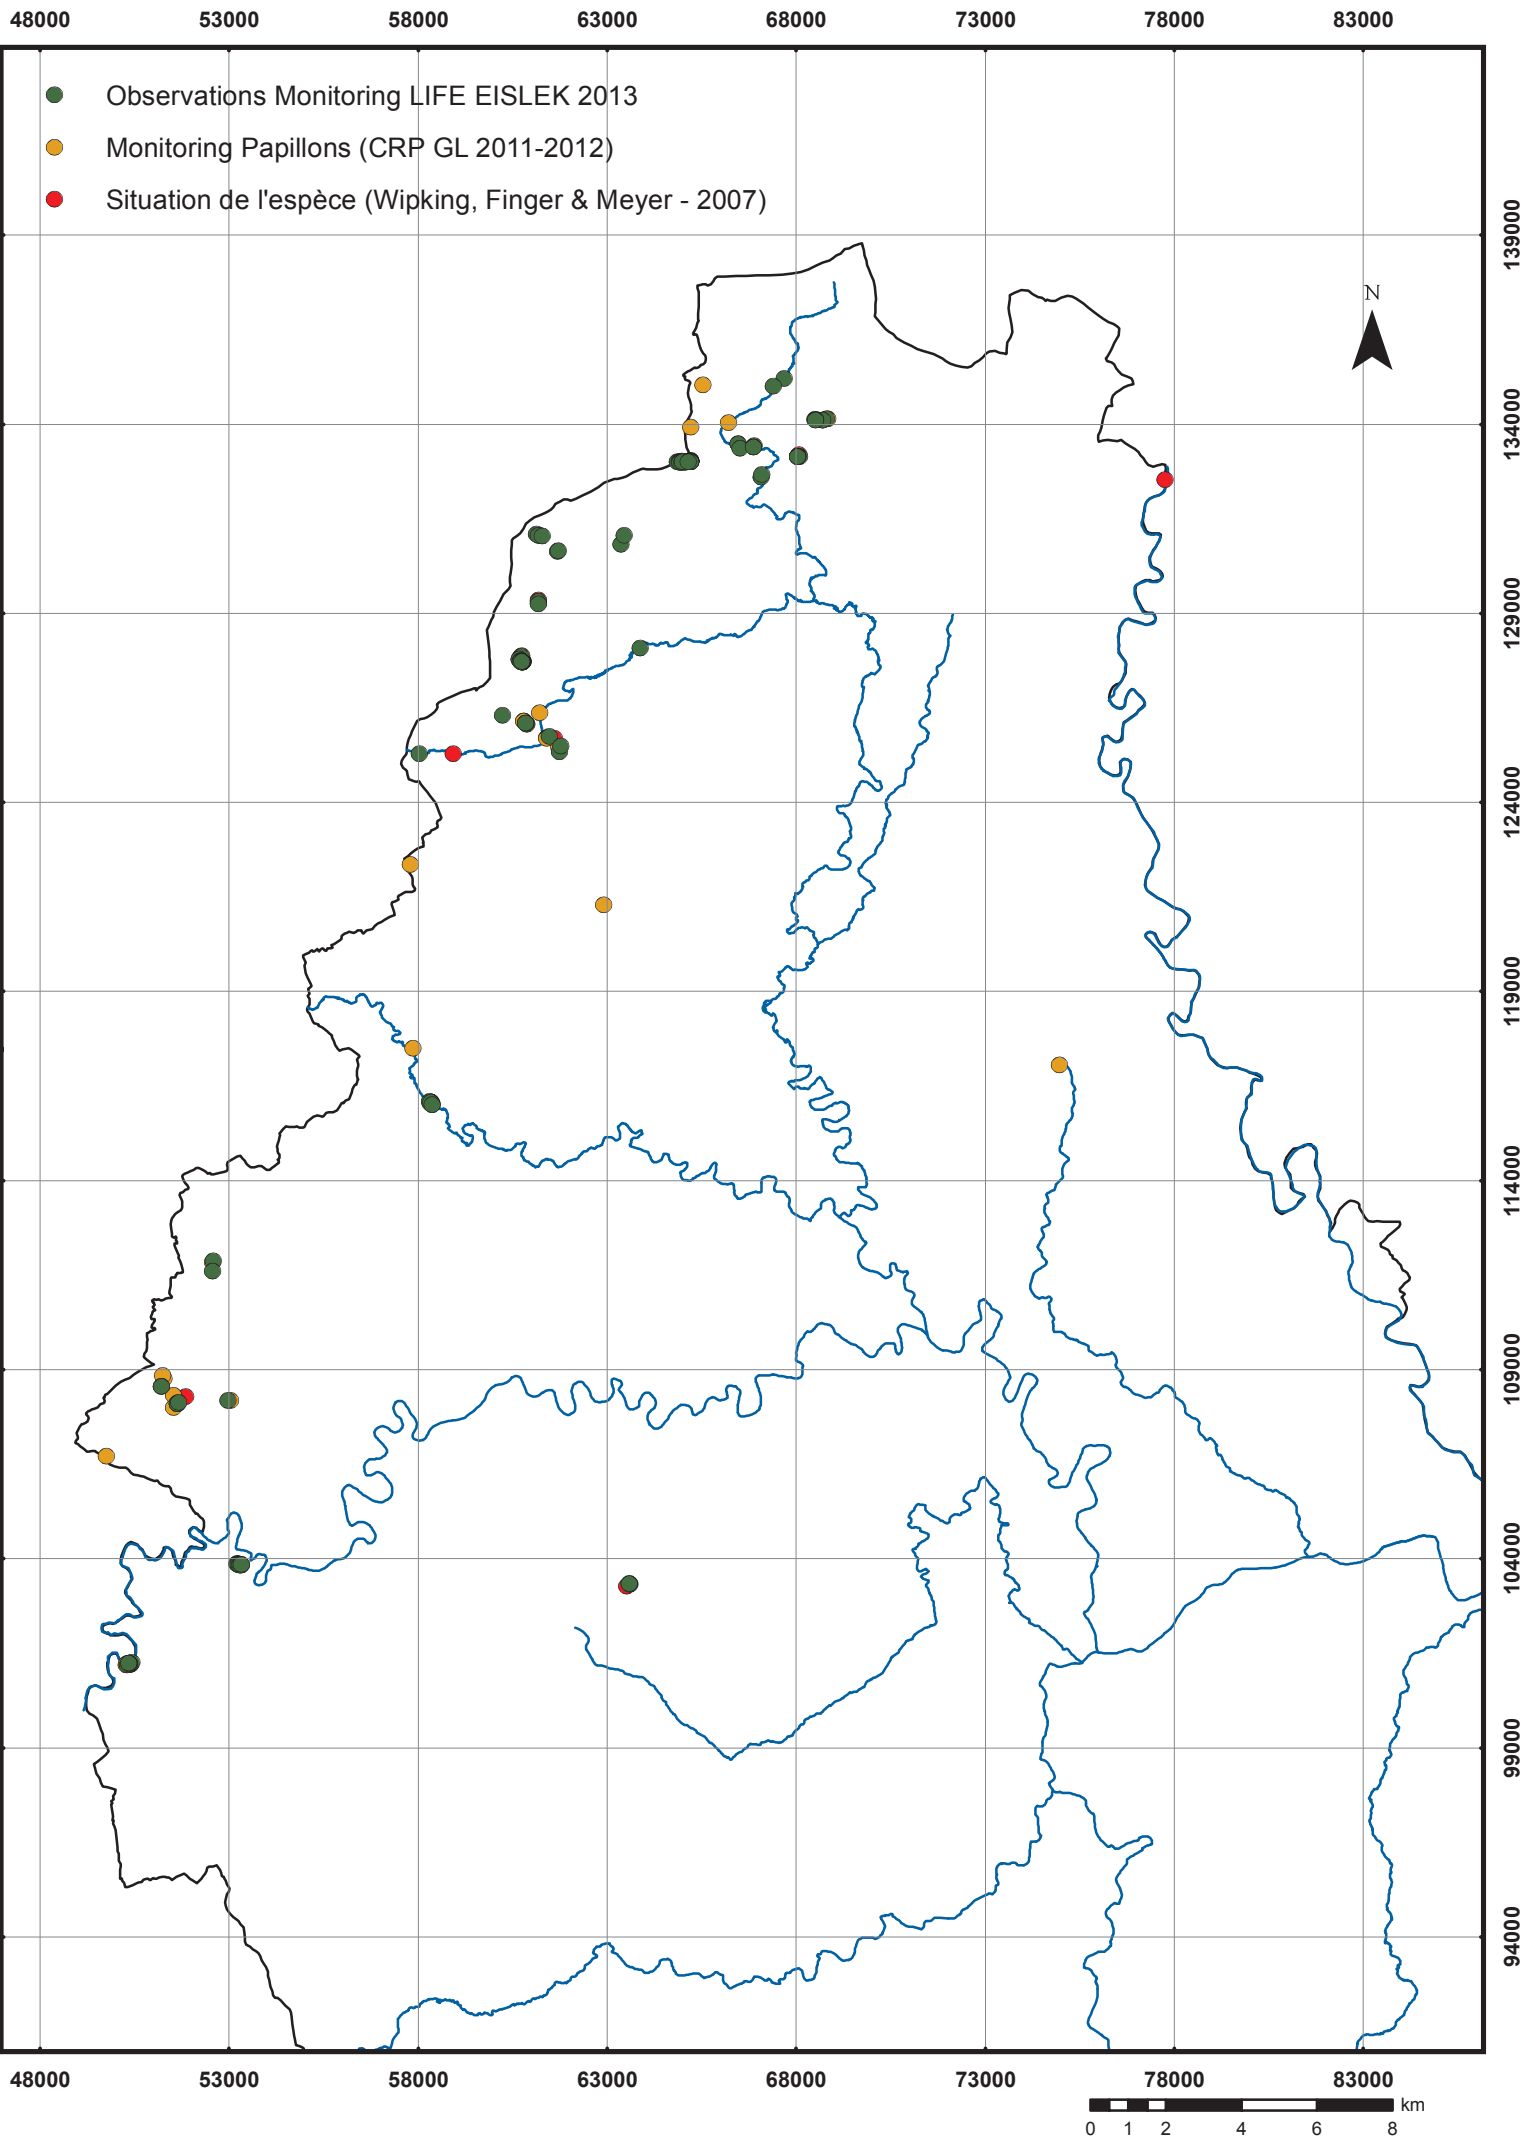 48000 53000 58000 63000 68000 73000 78000 83000
Observations Monitoring LIFE EISLEK 2013
Monitoring Papillons (CRP GL 2011-2012)
Situation de l'espèce (Wipking, Finger & Meyer - 2007)
N
139000
134000
129000
124000
119000
114000
109000
104000
99000
94000
48000 53000 58000 63000 68000 73000 78000 83000
km
0 1 2 4 6 8